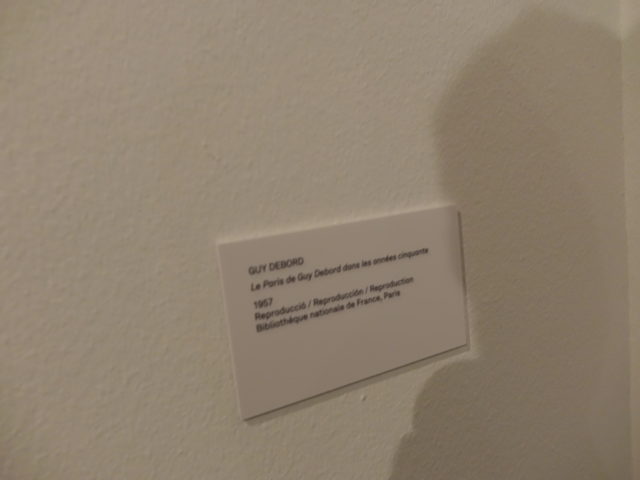 GUY DEBORD
Le Paris de Guy Debord dans les années cinquante
1957
Reproducció / Reproducción / Reproduction
Bibliothèque nationale de France, Paris